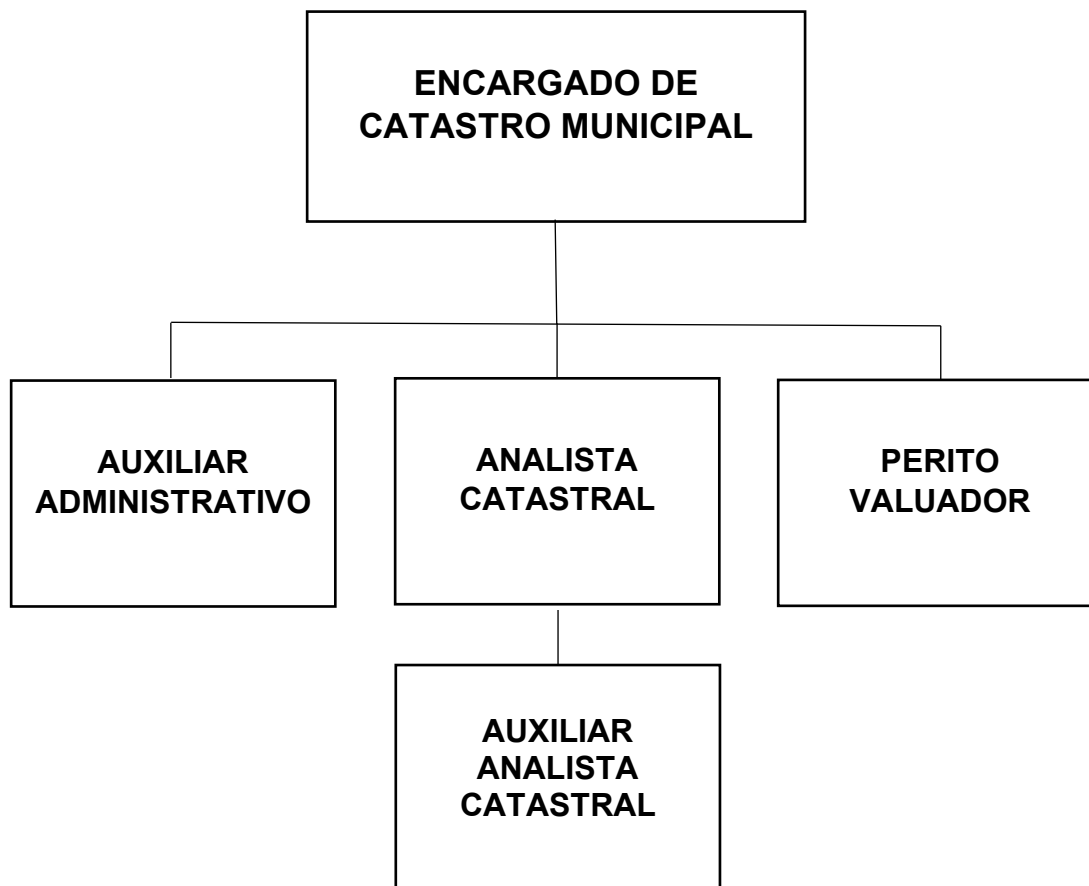 ENCARGADO DE
CATASTRO MUNICIPAL
AUXILIAR
ADMINISTRATIVO
ANALISTA
CATASTRAL
PERITO
VALUADOR
AUXILIAR
ANALISTA
CATASTRAL